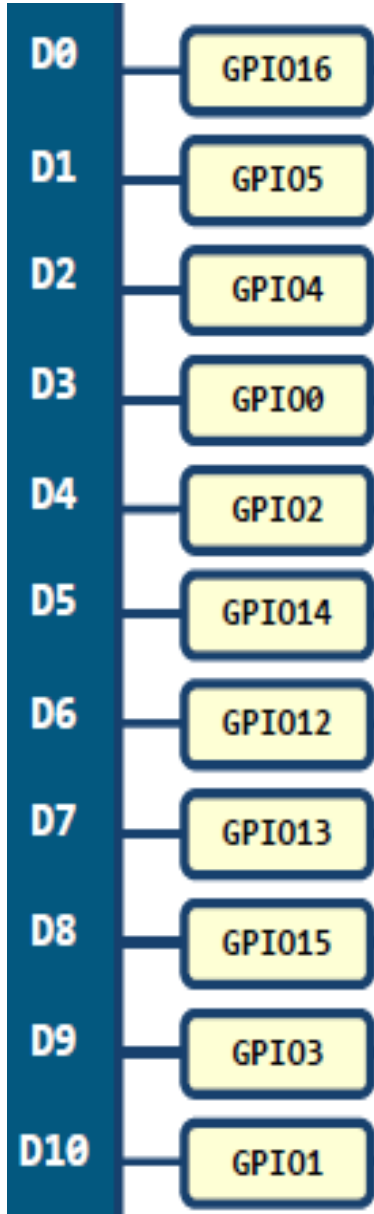 D0 GPIO16
D1 GPIO5
D2 GPIO4
D3 GPIO0
D4 GPIO2
D5 GPIO14
D6 GPIO12
D7 GPIO13
D8 GPIO15
D9 GPIO3
D10 GPIO1